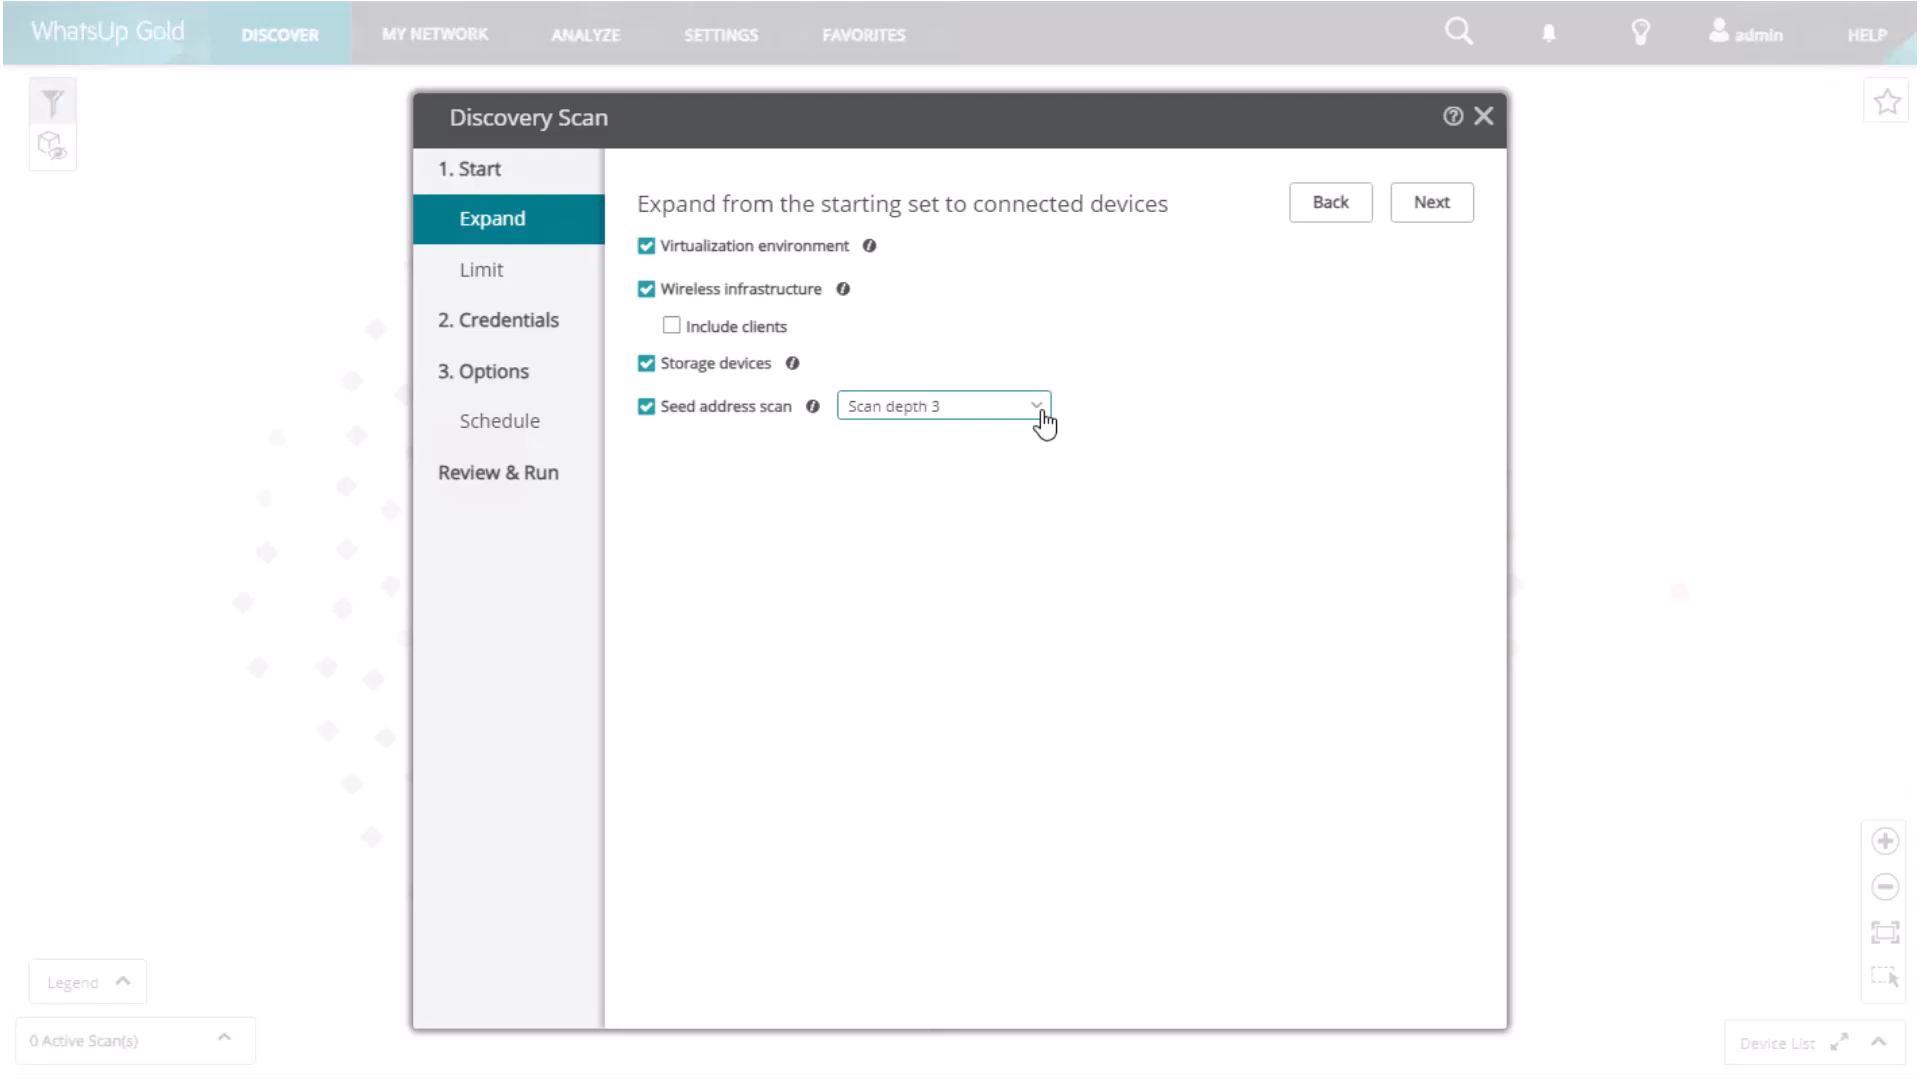 WhatsUp Gold DISCOVER MY NETWORK ANALYZE SETTINGS FAVORITES admin HELP
Discovery Scan
1. Start
Expand
Limit
2. Credentials
3. Options
Schedule
Review & Run
Expand from the starting set to connected devices
Back Next
Virtualization environment
Wireless infrastructure
Include clients
Storage devices
Seed address scan Scan depth 3
Legend
0 Active Scan(s)
Device List